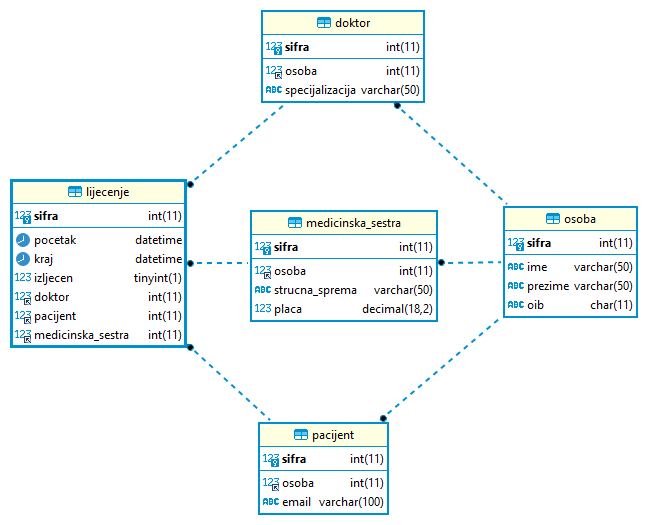 doktor
123 sifra int(11)
123 osoba int(11)
ABC specijalizacija varchar(50)
lijecenje
123 sifra int(11)
pocetak datetime
kraj datetime
123 izljecen tinyint(1)
123 doktor int(11)
123 pacijent int(11)
123 medicinska_sestra int(11)
medicinska_sestra
123 sifra int(11)
123 osoba int(11)
ABC strucna_sprema varchar(50)
123 placa decimal(18,2)
osoba
123 sifra int(11)
ABC ime varchar(50)
ABC prezime varchar(50)
ABC oib char(11)
pacijent
123 sifra int(11)
123 osoba int(11)
ABC email varchar(100)